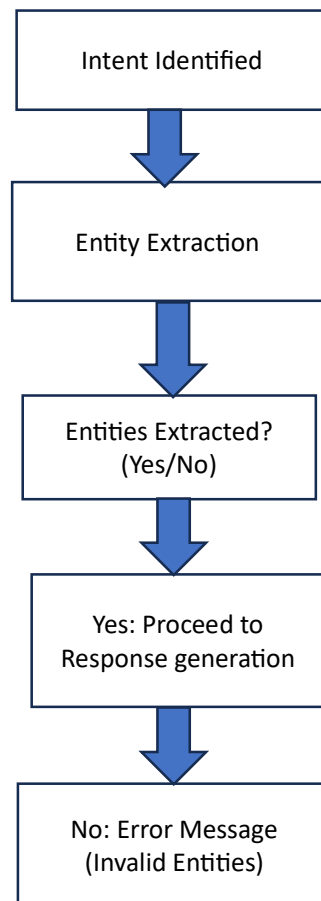 Intent Identified
Entity Extraction
Entities Extracted?
(Yes/No)
Yes: Proceed to
Response generation
No: Error Message
(Invalid Entities)